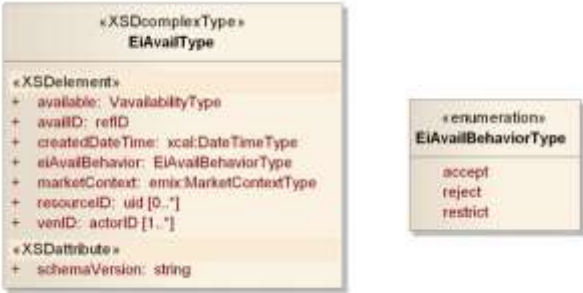 «XSDcomplexType»
EiAvailType
«XSDelement»
+ available: VavailabilityType
+ availID: refID
+ createdDateTime: xcal:DateTimeType
+ eiAvailBehavior: EiAvailBehaviorType
+ marketContext: emix:MarketContextType
+ resourceID: uid [0..*]
+ venID: actorID [1..*]
«XSDattribute»
+ schemaVersion: string
«enumeration»
EiAvailBehaviorType
accept
reject
restrict